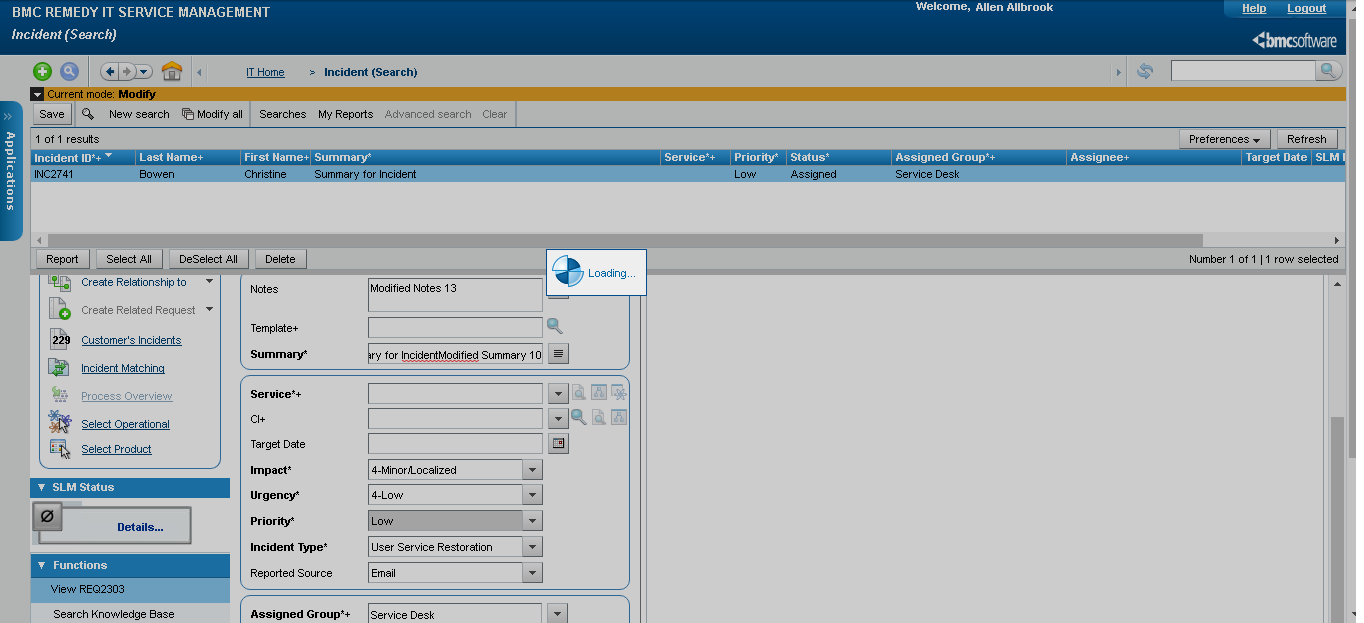 BMC REMEDY IT SERVICE MANAGEMENT
Welcome, Allen Allbrook
Help Logout
Incident (Search)
bmcsoftware
IT Home > Incident (Search)
Current mode: Modify
Save New search Modify all Searches My Reports Advanced search Clear
Applications
1 of 1 results
Preferences Refresh
Incident ID*+ Last Name+ First Name+ Summary* Service*+ Priority* Status* Assigned Group*+ Assignee+ Target Date SLM
INC2741 Bowen Christine Summary for Incident Low Assigned Service Desk
Report Select All DeSelect All Delete
Number 1 of 1 | 1 row selected
Loading...
Create Relationship to
Create Related Request
229 Customer's Incidents
Incident Matching
Process Overview
Select Operational
Select Product
SLM Status
Details...
Functions
View REQ2303
Search Knowledge Base
Notes Modified Notes 13
Template+
Summary* ary for IncidentModified Summary 10
Service*+
CI+
Target Date
Impact* 4-Minor/Localized
Urgency* 4-Low
Priority* Low
Incident Type* User Service Restoration
Reported Source Email
Assigned Group*+ Service Desk